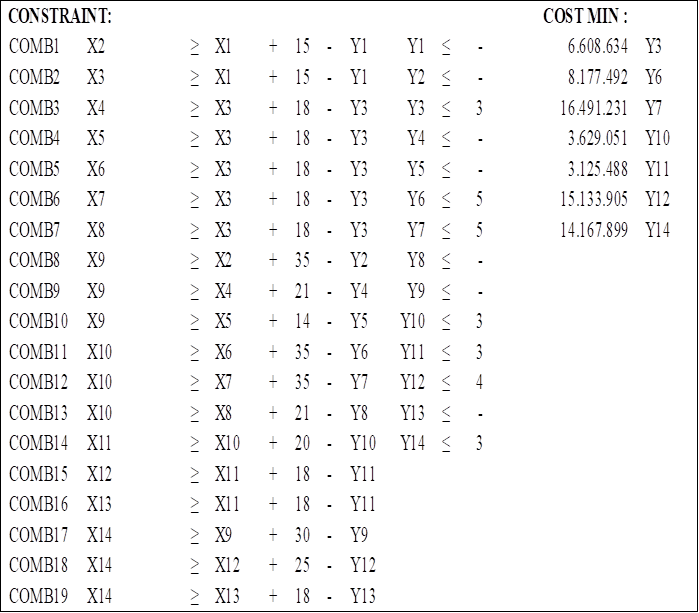 CONSTRAINT: COST MIN :
COMB1 X2 ≥ X1 + 15 - Y1 Y1 ≤ - 6.608.634 Y3
COMB2 X3 ≥ X1 + 15 - Y1 Y2 ≤ - 8.177.492 Y6
COMB3 X4 ≥ X3 + 18 - Y3 Y3 ≤ 3 16.491.231 Y7
COMB4 X5 ≥ X3 + 18 - Y3 Y4 ≤ - 3.629.051 Y10
COMB5 X6 ≥ X3 + 18 - Y3 Y5 ≤ - 3.125.488 Y11
COMB6 X7 ≥ X3 + 18 - Y3 Y6 ≤ 5 15.133.905 Y12
COMB7 X8 ≥ X3 + 18 - Y3 Y7 ≤ 5 14.167.899 Y14
COMB8 X9 ≥ X2 + 35 - Y2 Y8 ≤ -
COMB9 X9 ≥ X4 + 21 - Y4 Y9 ≤ -
COMB10 X9 ≥ X5 + 14 - Y5 Y10 ≤ 3
COMB11 X10 ≥ X6 + 35 - Y6 Y11 ≤ 3
COMB12 X10 ≥ X7 + 35 - Y7 Y12 ≤ 4
COMB13 X10 ≥ X8 + 21 - Y8 Y13 ≤ -
COMB14 X11 ≥ X10 + 20 - Y10 Y14 ≤ 3
COMB15 X12 ≥ X11 + 18 - Y11
COMB16 X13 ≥ X11 + 18 - Y11
COMB17 X14 ≥ X9 + 30 - Y9
COMB18 X14 ≥ X12 + 25 - Y12
COMB19 X14 ≥ X13 + 18 - Y13